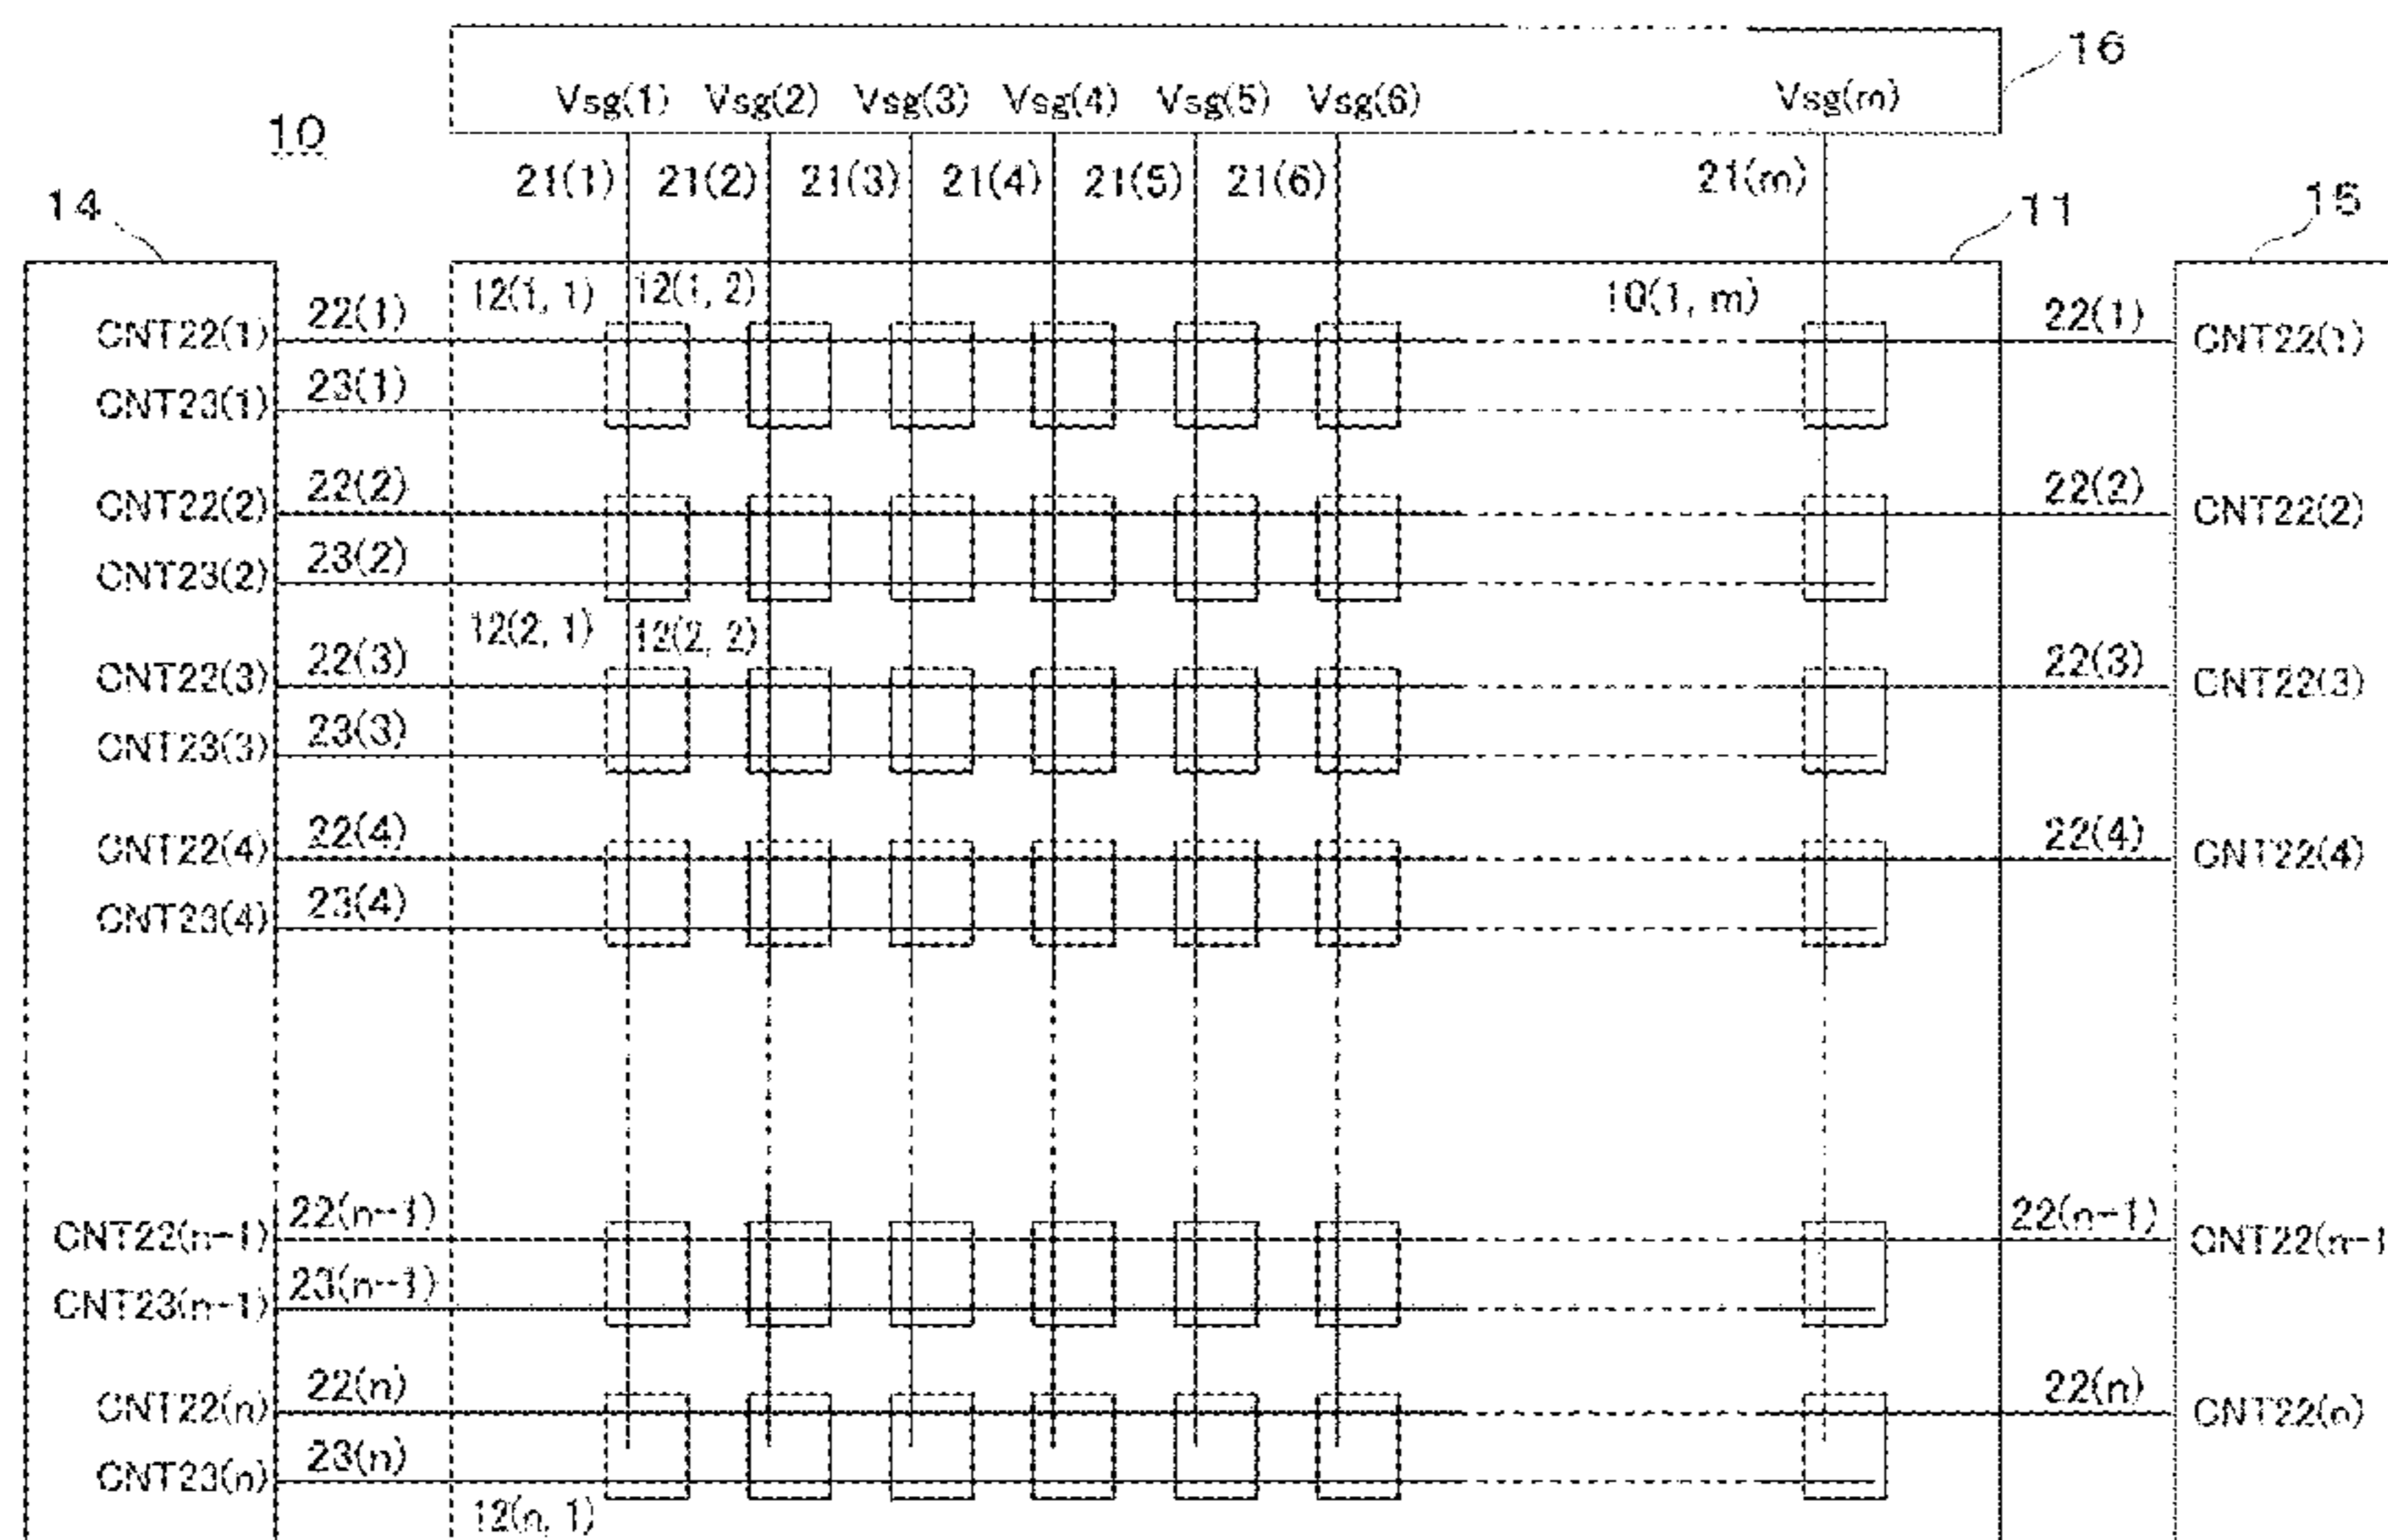 16
Vsg(1) Vsg(2) Vsg(3) Vsg(4) Vsg(5) Vsg(6) Vsg(m)
10
21(1) 21(2) 21(3) 21(4) 21(5) 21(6) 21(m)
14 11 15
12(1, 1) 12(1, 2) 10(1, m)
CNT22(1) 22(1) 22(1) CNT22(1)
CNT23(1) 23(1)
CNT22(2) 22(2) 22(2) CNT22(2)
CNT23(2) 23(2)
12(2, 1) 12(2, 2)
CNT22(3) 22(3) 22(3) CNT22(3)
CNT23(3) 23(3)
CNT22(4) 22(4) 22(4) CNT22(4)
CNT23(4) 23(4)
CNT22(n-1) 22(n-1) 22(n-1) CNT22(n-1
CNT23(n-1) 23(n-1)
CNT22(n) 22(n) 22(n) CNT22(n)
CNT23(n) 23(n)
12(n, 1)